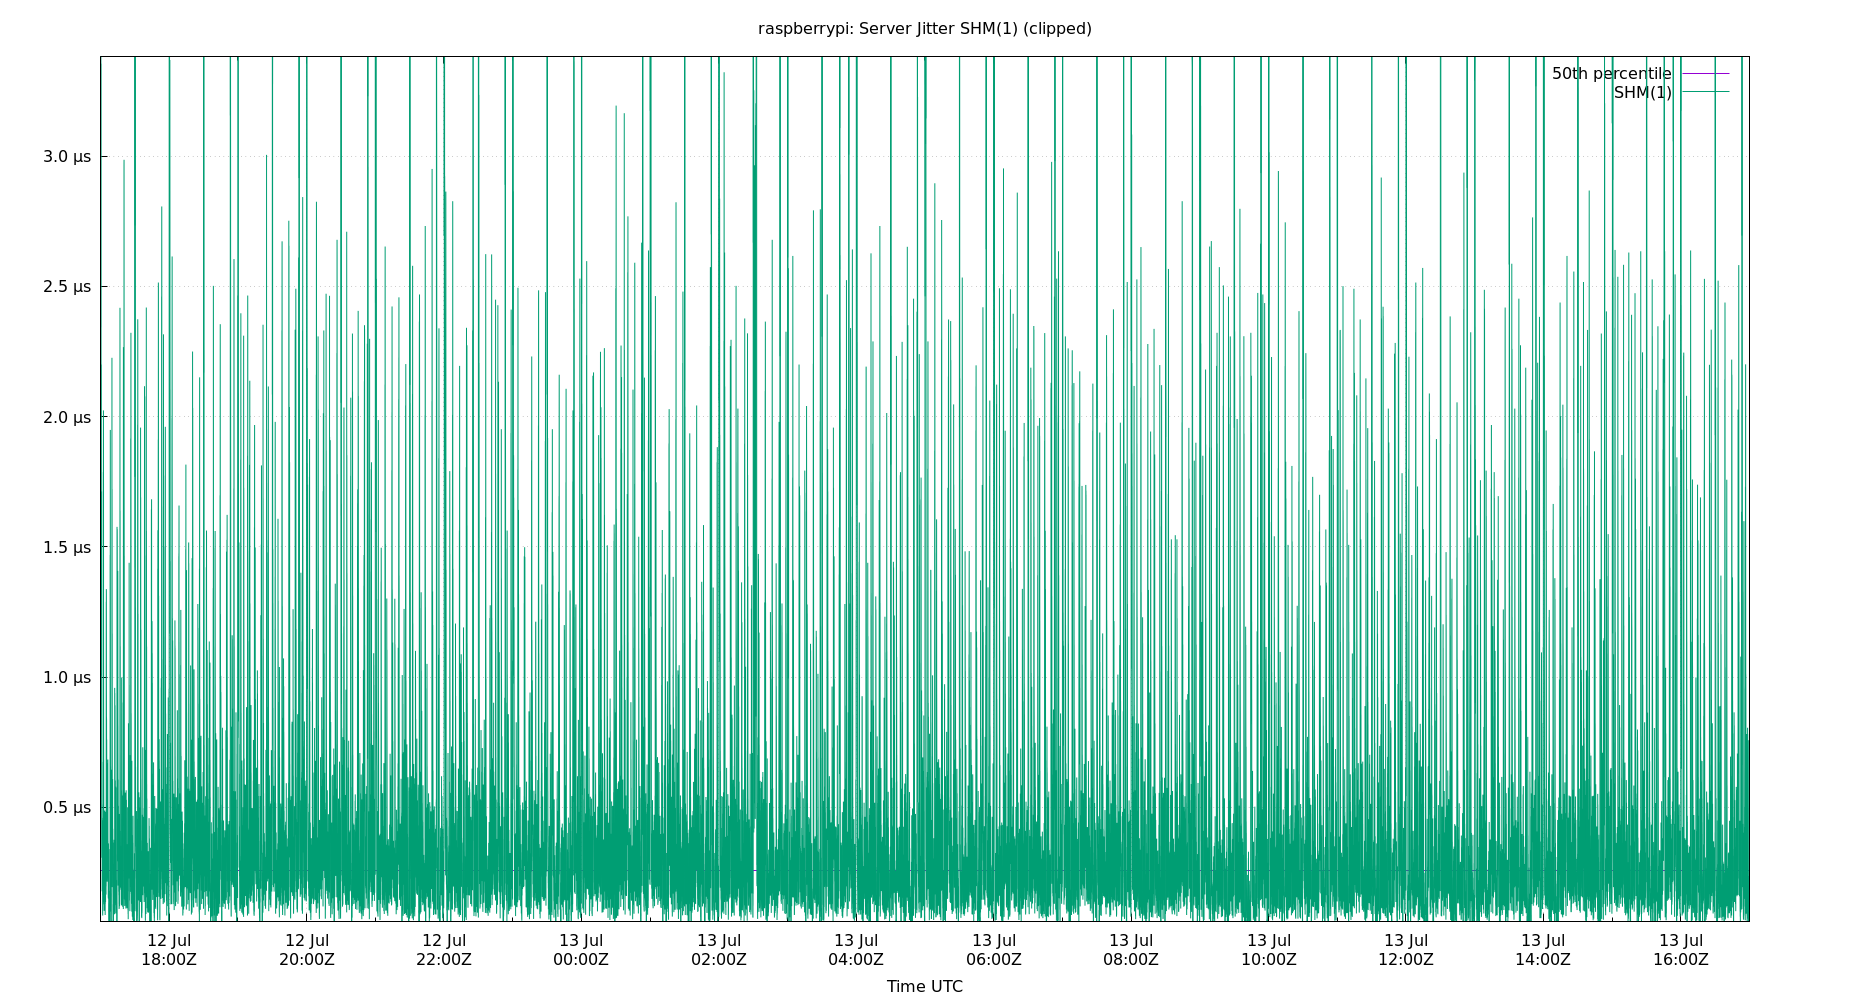 raspberrypi: Server Jitter SHM(1) (clipped)
50th percentile
SHM(1)
3.0 µs
2.5 µs
2.0 µs
1.5 µs
1.0 µs
0.5 µs
12 Jul 12 Jul 12 Jul 13 Jul 13 Jul 13 Jul 13 Jul 13 Jul 13 Jul 13 Jul 13 Jul 13 Jul
18:00Z 20:00Z 22:00Z 00:00Z 02:00Z 04:00Z 06:00Z 08:00Z 10:00Z 12:00Z 14:00Z 16:00Z
Time UTC